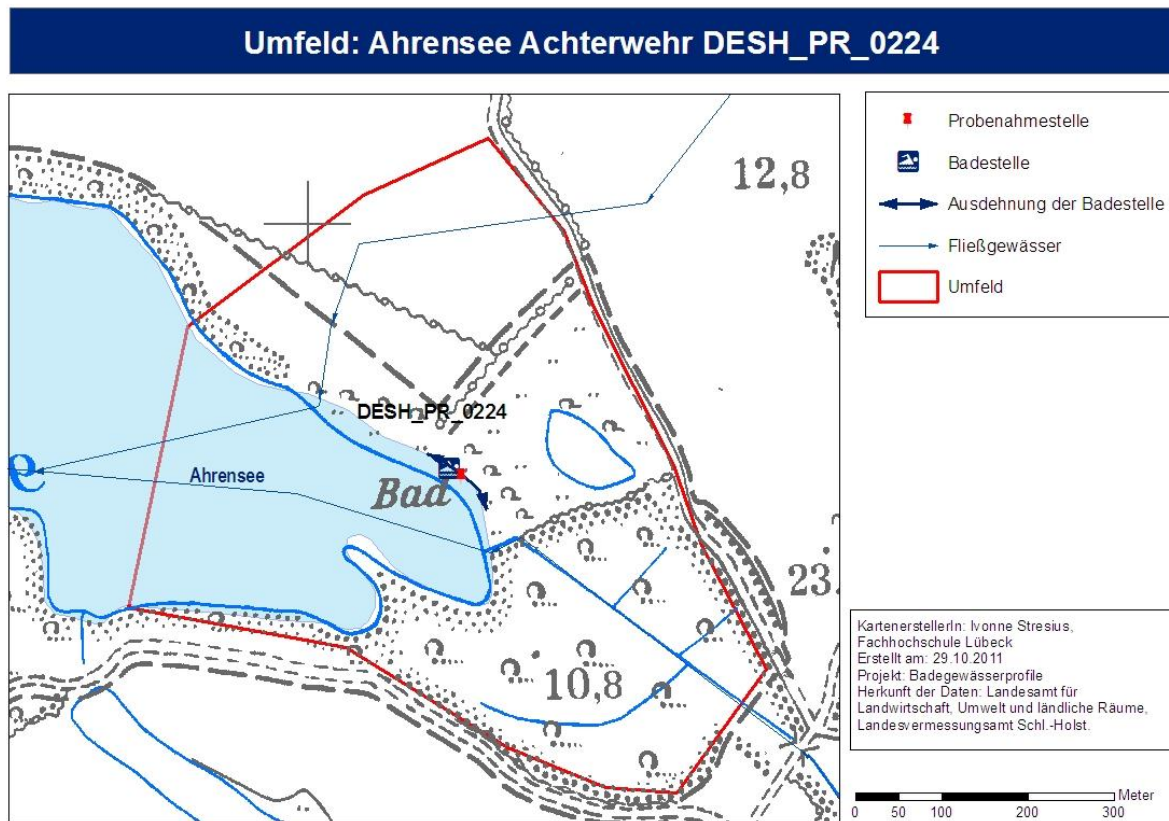 Umfeld: Ahrensee Achterwehr DESH_PR_0224
12,8
DESH_PR_0224
Ahrensee
e
Bad
23.
10,8
Probenahmestelle
Badestelle
Ausdehnung der Badestelle
Fließgewässer
Umfeld
KartenerstellerIn: Ivonne Stresius,
Fachhochschule Lübeck
Erstellt am: 29.10.2011
Projekt: Badegewässerprofile
Herkunft der Daten: Landesamt für
Landwirtschaft, Umwelt und ländliche Räume,
Landesvermessungsamt Schl.-Holst.
Meter
0 50 100 200 300